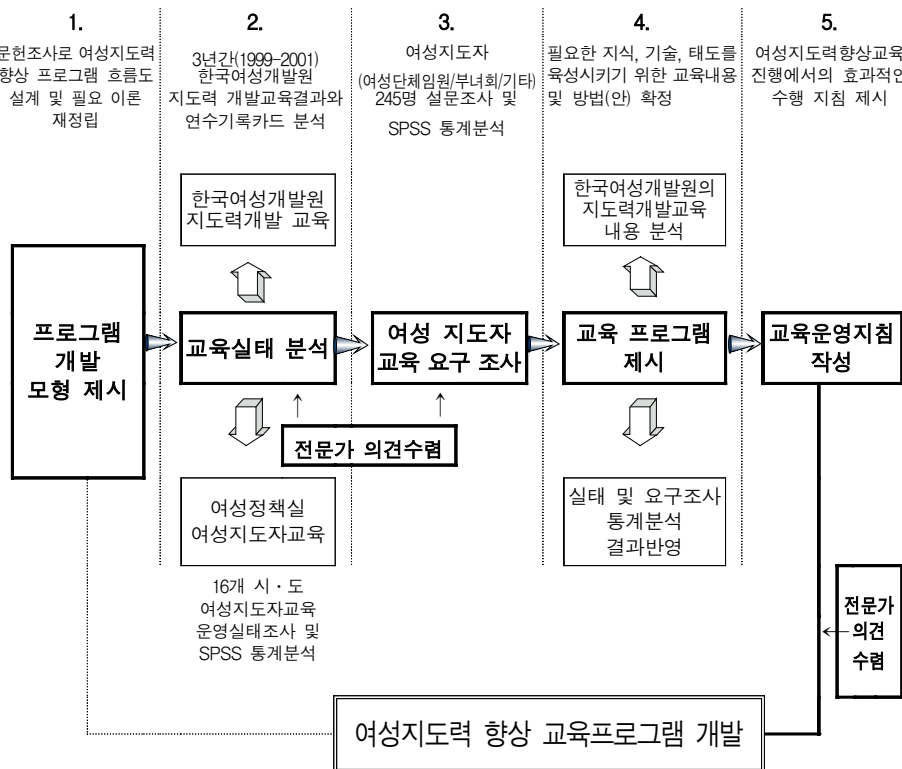 1.
문헌조사로 여성지도력
향상 프로그램 흐름도
설계 및 필요 이론
재정립
2.
3년간(1999-2001)
한국여성개발원
지도력 개발교육결과와
연수기록카드 분석
3.
여성지도자
(여성단체임원/부녀회/기타)
245명 설문조사 및
SPSS 통계분석
4.
필요한 지식, 기술, 태도를
육성시키기 위한 교육내용
및 방법(안) 확정
5.
여성지도력향상교육
진행에서의 효과적인
수행 지침 제시
한국여성개발원
지도력개발 교육
한국여성개발원의
지도력개발교육
내용 분석
프로그램
개발
모형 제시
교육실태 분석
여성 지도자
교육 요구 조사
교육 프로그램
제시
교육운영지침
작성
전문가 의견수렴
여성정책실
여성지도자교육
실태 및 요구조사
통계분석
결과반영
16개 시·도
여성지도자교육
운영실태조사 및
SPSS 통계분석
전문가
의견
수렴
여성지도력 향상 교육프로그램 개발